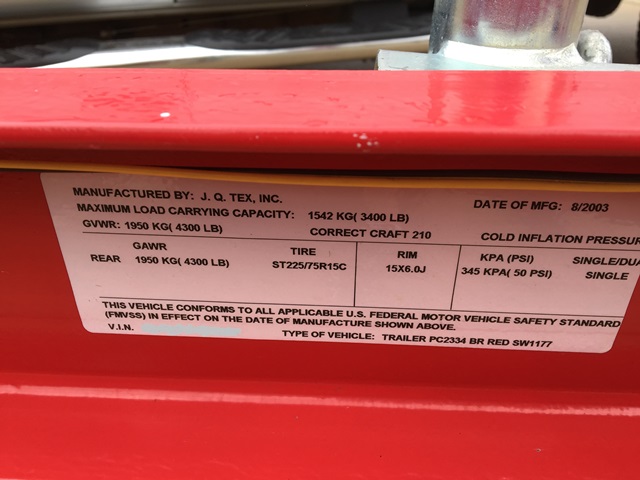 MANUFACTURED BY: J. Q. TEX, INC. DATE OF MFG: 8/2003
MAXIMUM LOAD CARRYING CAPACITY: 1542 KG( 3400 LB)
GVWR: 1950 KG( 4300 LB) CORRECT CRAFT 210 COLD INFLATION PRESSUR
GAWR TIRE RIM KPA (PSI) SINGLE/DUA
REAR 1950 KG( 4300 LB) ST225/75R15C 15X6.0J 345 KPA( 50 PSI) SINGLE
THIS VEHICLE CONFORMS TO ALL APPLICABLE U.S. FEDERAL MOTOR VEHICLE SAFETY STANDARD
(FMVSS) IN EFFECT ON THE DATE OF MANUFACTURE SHOWN ABOVE.
V.I.N. TYPE OF VEHICLE: TRAILER PC2334 BR RED SW1177